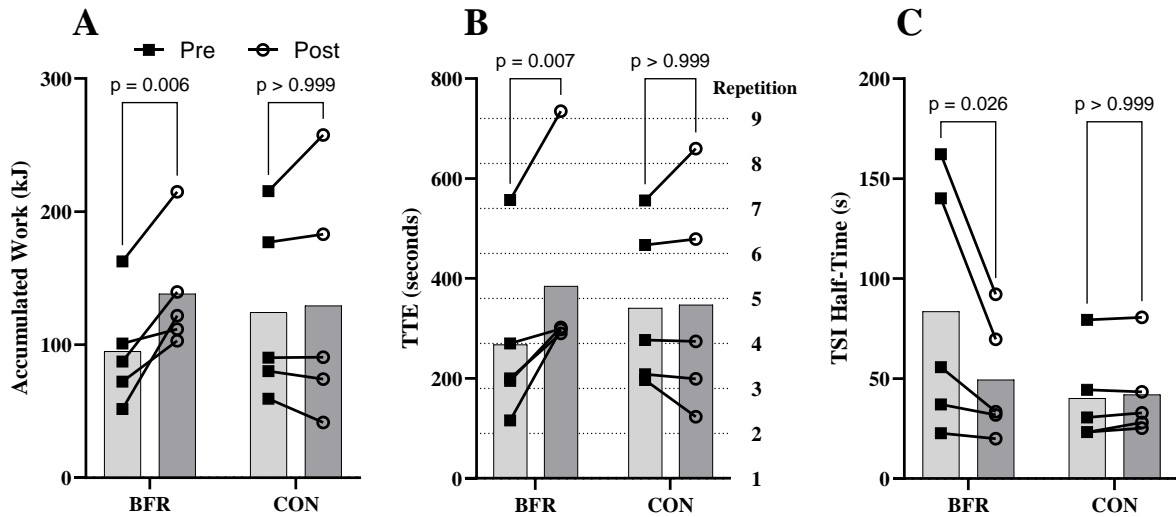 A
Pre Post
Accumulated Work (kJ)
300
200
100
0
p = 0.006
p > 0.999
BFR
CON
B
TTE (seconds)
800
600
400
200
0
p = 0.007
p > 0.999
Repetition
9
8
7
6
5
4
3
2
1
BFR
CON
C
TSI Half-Time (s)
200
150
100
50
0
p = 0.026
p > 0.999
BFR
CON